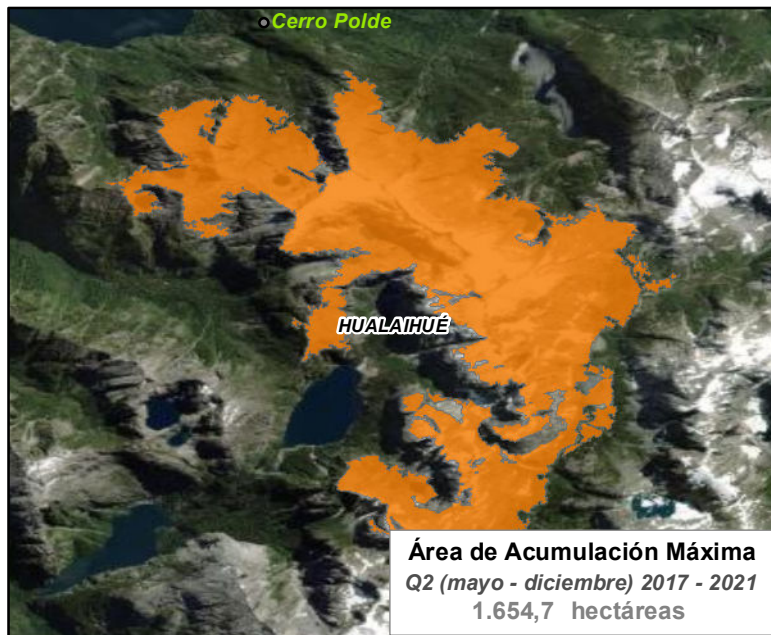 Cerro Polde
HUALAIHUÉ
Área de Acumulación Máxima
Q2 (mayo - diciembre) 2017 - 2021
1.654,7 hectáreas